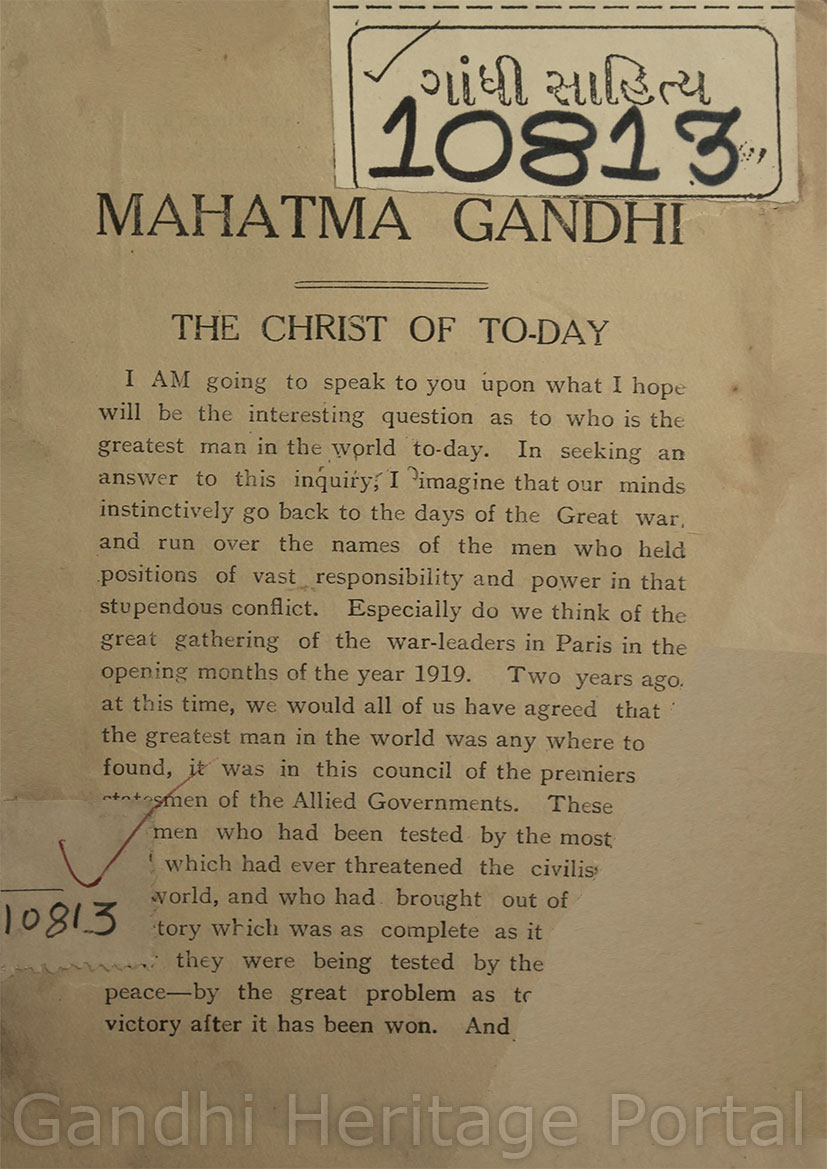 ગાંધી સાહિત્ય
10813
MAHATMA GANDHI
THE CHRIST OF TO-DAY
I AM going to speak to you upon what I hope
will be the interesting question as to who is the
greatest man in the world to-day. In seeking an
answer to this inquiry, I imagine that our minds
instinctively go back to the days of the Great war,
and run over the names of the men who held
positions of vast responsibility and power in that
stupendous conflict. Especially do we think of the
great gathering of the war-leaders in Paris in the
opening months of the year 1919. Two years ago,
at this time, we would all of us have agreed that
the greatest man in the world was any where to
found, it was in this council of the premiers
men of the Allied Governments. These
men who had been tested by the most
which had ever threatened the
world, and who had brought out of
which was as complete as it
they were being tested by the
peace—by the great problem as
victory after it has been won. And
10813
Gandhi Heritage Portal